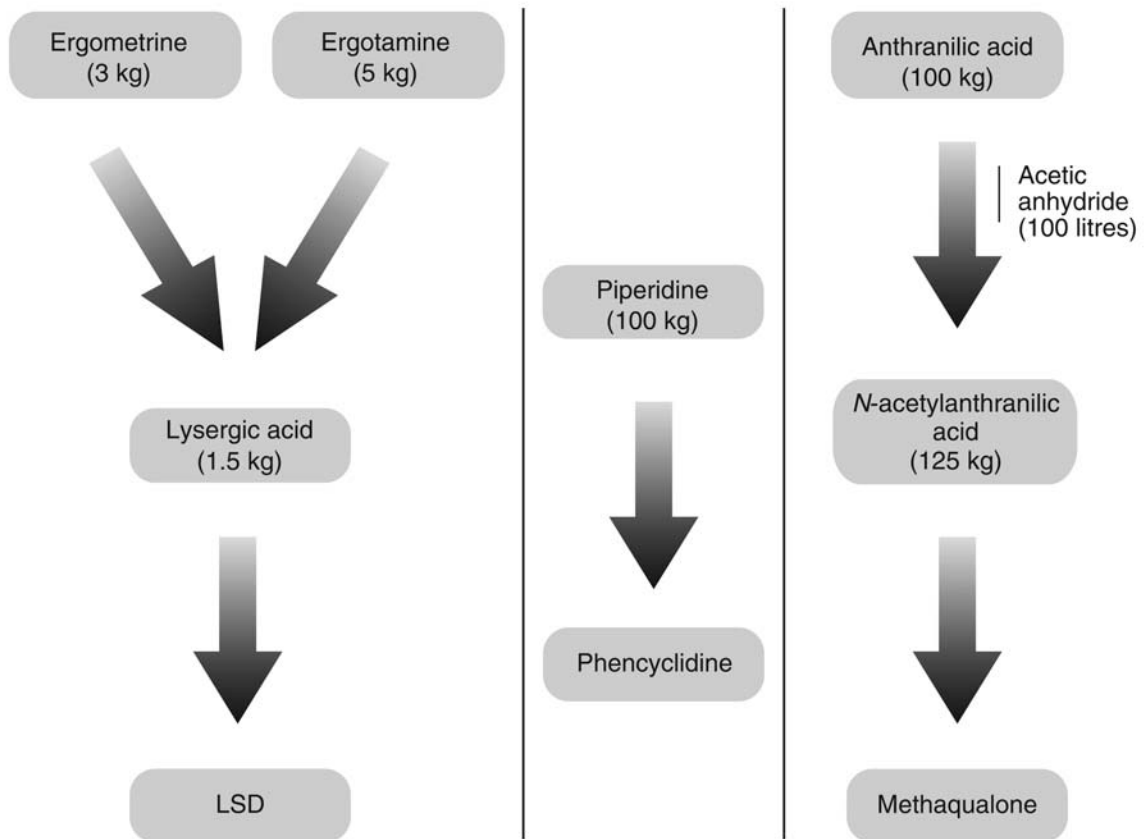 Ergometrine
(3 kg)
Ergotamine
(5 kg)
Lysergic acid
(1.5 kg)
LSD
Piperidine
(100 kg)
Phencyclidine
Anthranilic acid
(100 kg)
Acetic
anhydride
(100 litres)
N-acetylanthranilic
acid
(125 kg)
Methaqualone